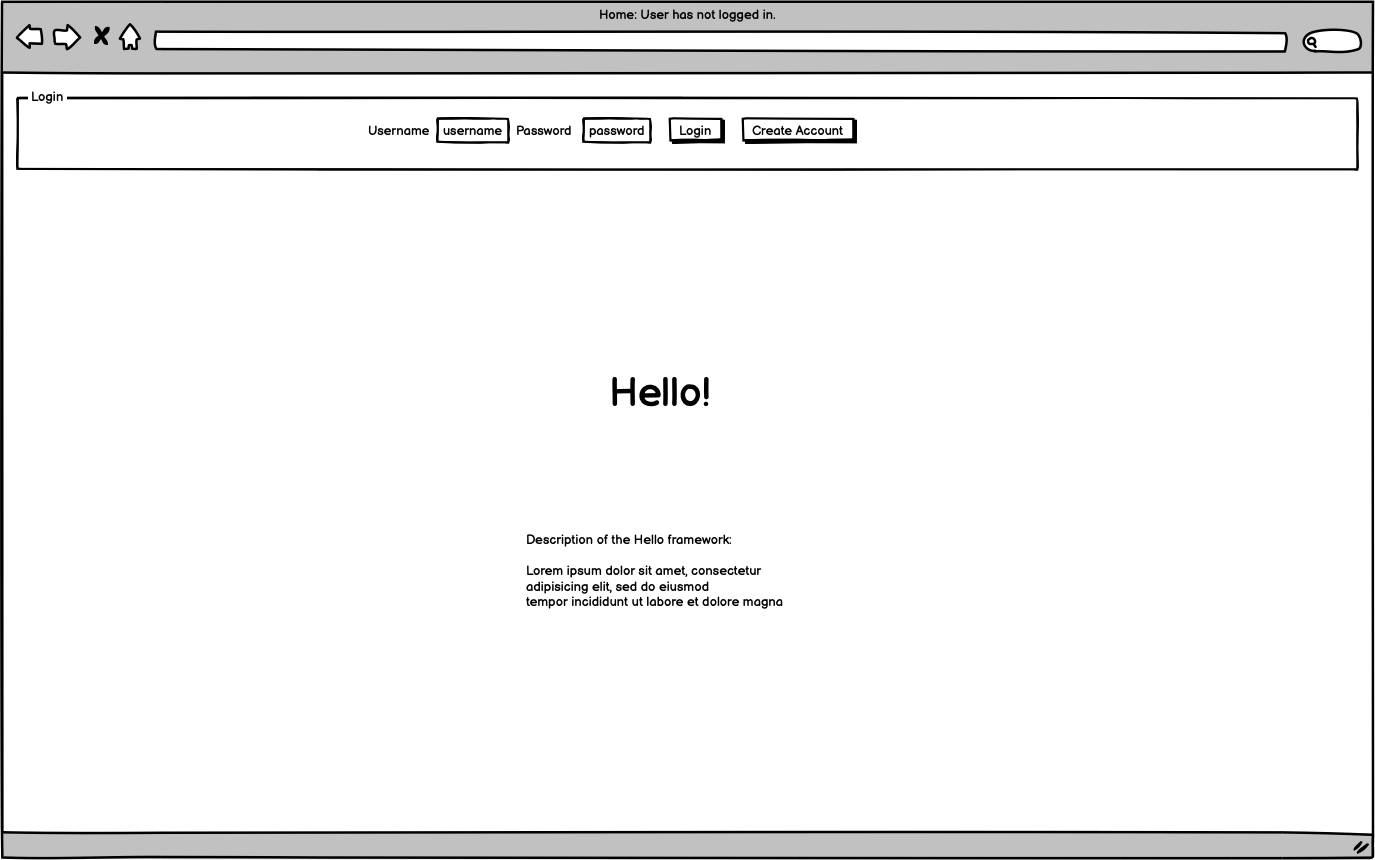 Home: User has not logged in.
Login
Username username Password password Login Create Account
Hello!
Description of the Hello framework:
Lorem ipsum dolor sit amet, consectetur
adipisicing elit, sed do eiusmod
tempor incididunt ut labore et dolore magna